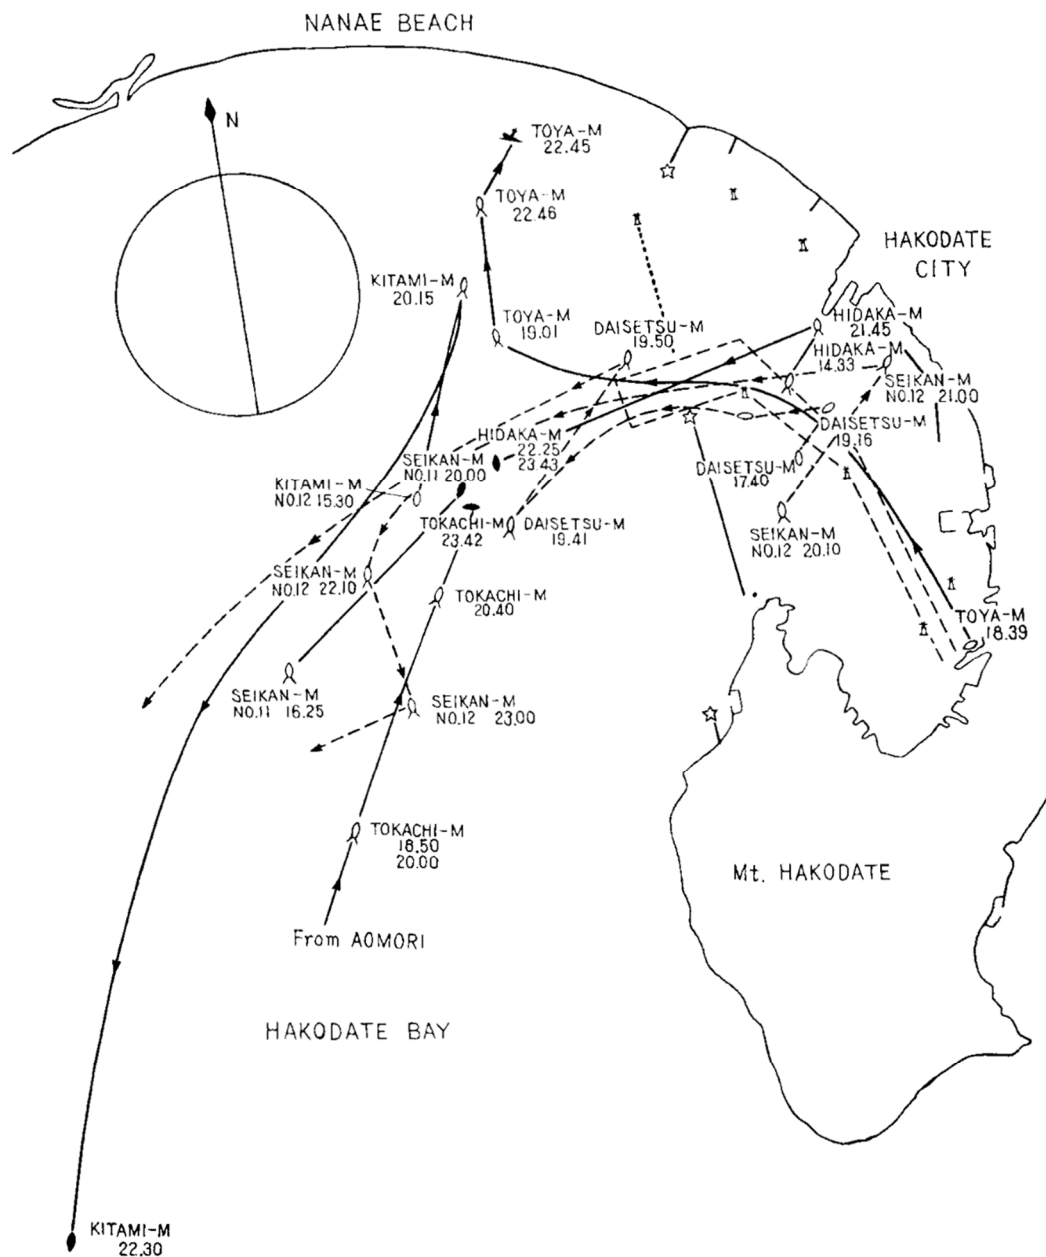 NANAE BEACH
N
TOYA-M
22.45
TOYA-M
22.46
HAKODATE
CITY
KITAMI-M
20.15
TOYA-M
19.01
DAISETSU-M
19.50
HIDAKA-M
21.45
HIDAKA-M
14.33
SEIKAN-M
NO.12 21.00
HIDAKA-M
22.25
23.43
DAISETSU-M
19.16
SEIKAN-M
NO.11 20.00
DAISETSU-M
17.40
KITAMI-M
NO.12 15.30
TOKACHI-M
23.42
DAISETSU-M
19.41
SEIKAN-M
NO.12 20.10
SEIKAN-M
NO.12 22.10
TOKACHI-M
20.40
TOYA-M
18.39
SEIKAN-M
NO.11 16.25
SEIKAN-M
NO.12 23.00
TOKACHI-M
18.50
20.00
Mt. HAKODATE
From AOMORI
HAKODATE BAY
KITAMI-M
22.30